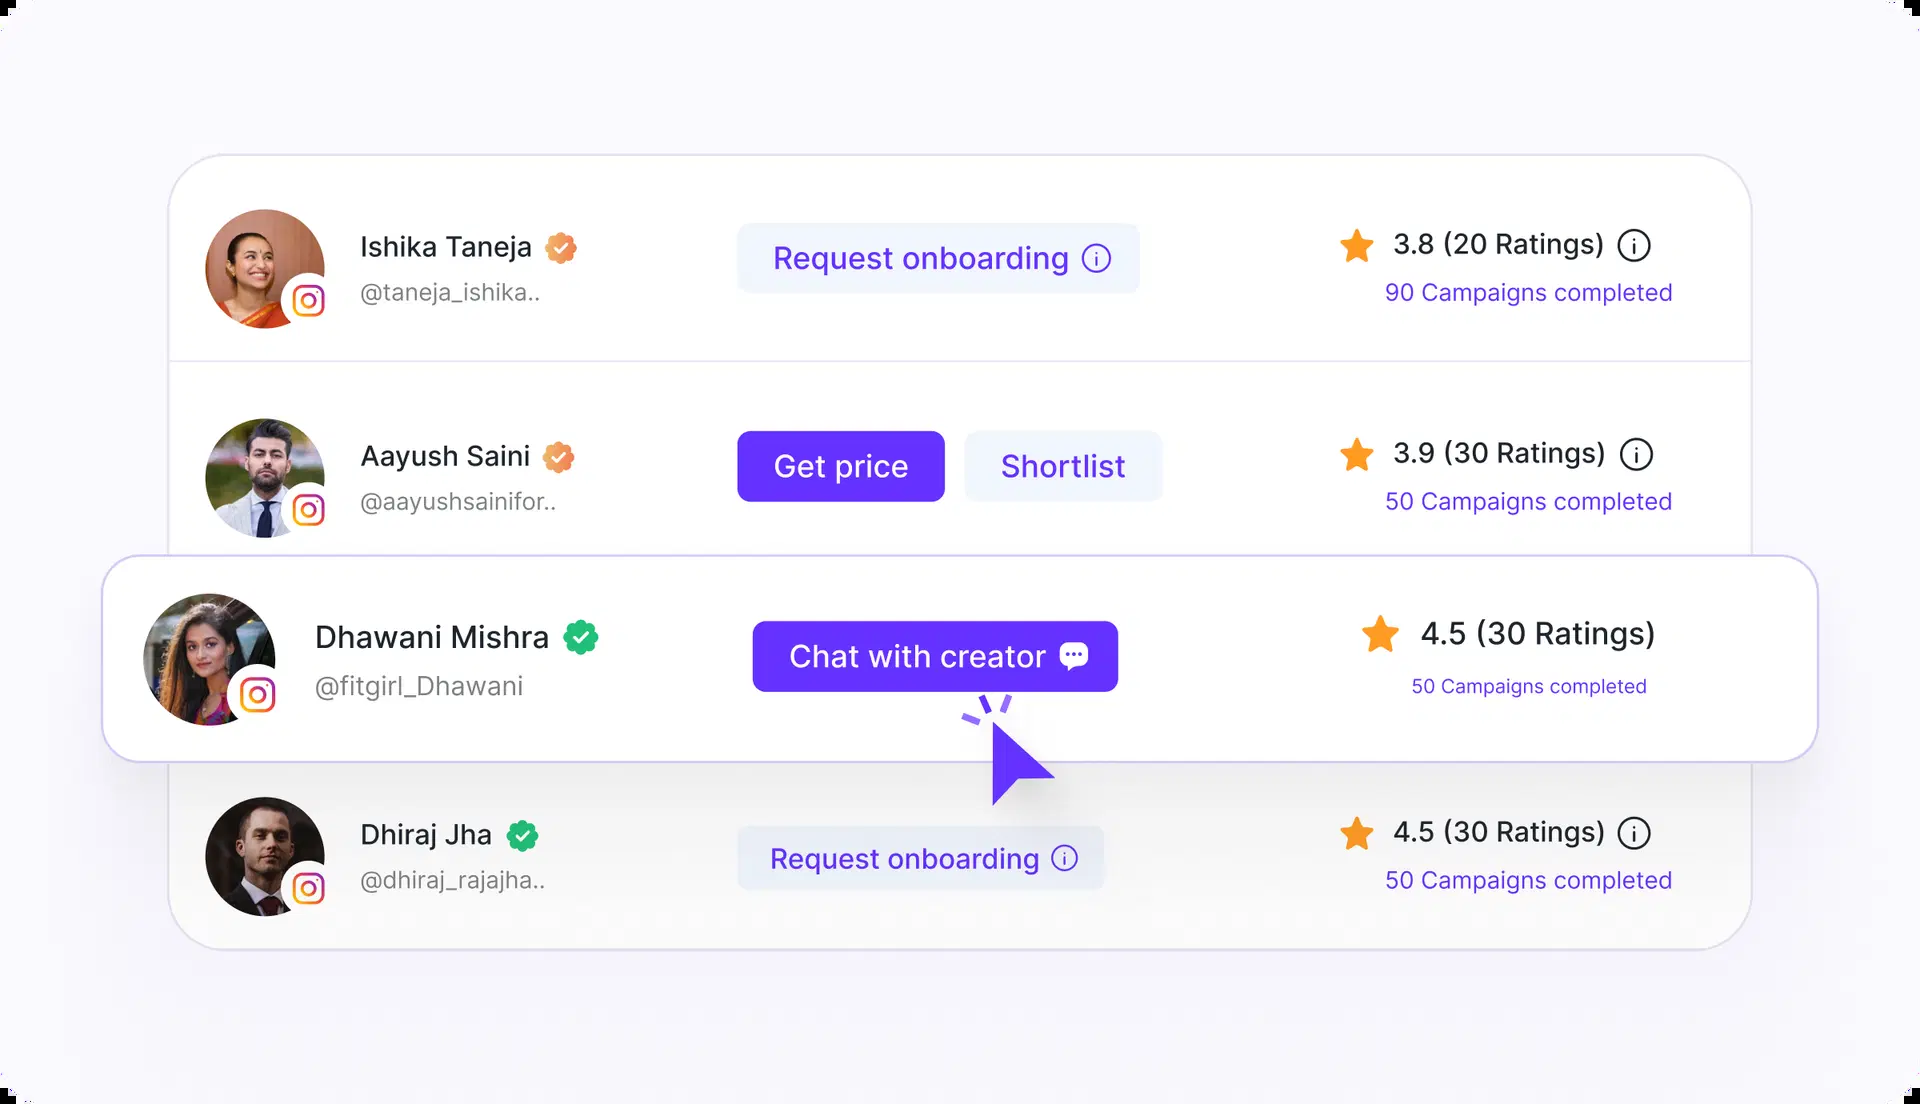 Ishika Taneja
@taneja_ishika..
Request onboarding
3.8 (20 Ratings)
90 Campaigns completed
Aayush Saini
@aayushsainifor..
Get price
Shortlist
3.9 (30 Ratings)
50 Campaigns completed
Dhawani Mishra
@fitgirl_Dhawani
Chat with creator
4.5 (30 Ratings)
50 Campaigns completed
Dhiraj Jha
@dhiraj_rajajha..
Request onboarding
4.5 (30 Ratings)
50 Campaigns completed